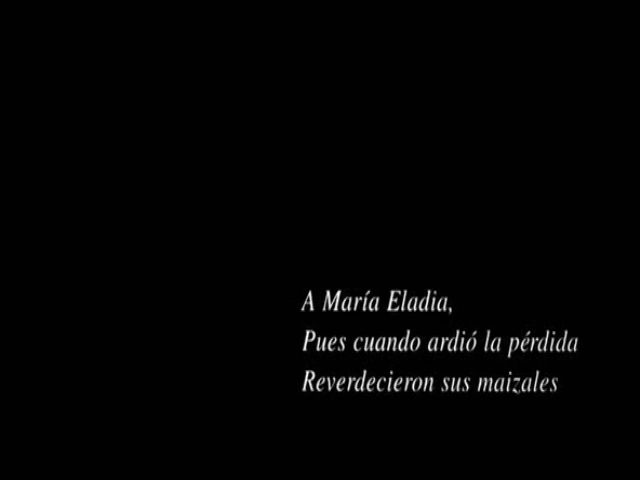 A María Eladia,
Pues cuando ardió la pérdida
Reverdecieron sus maizales